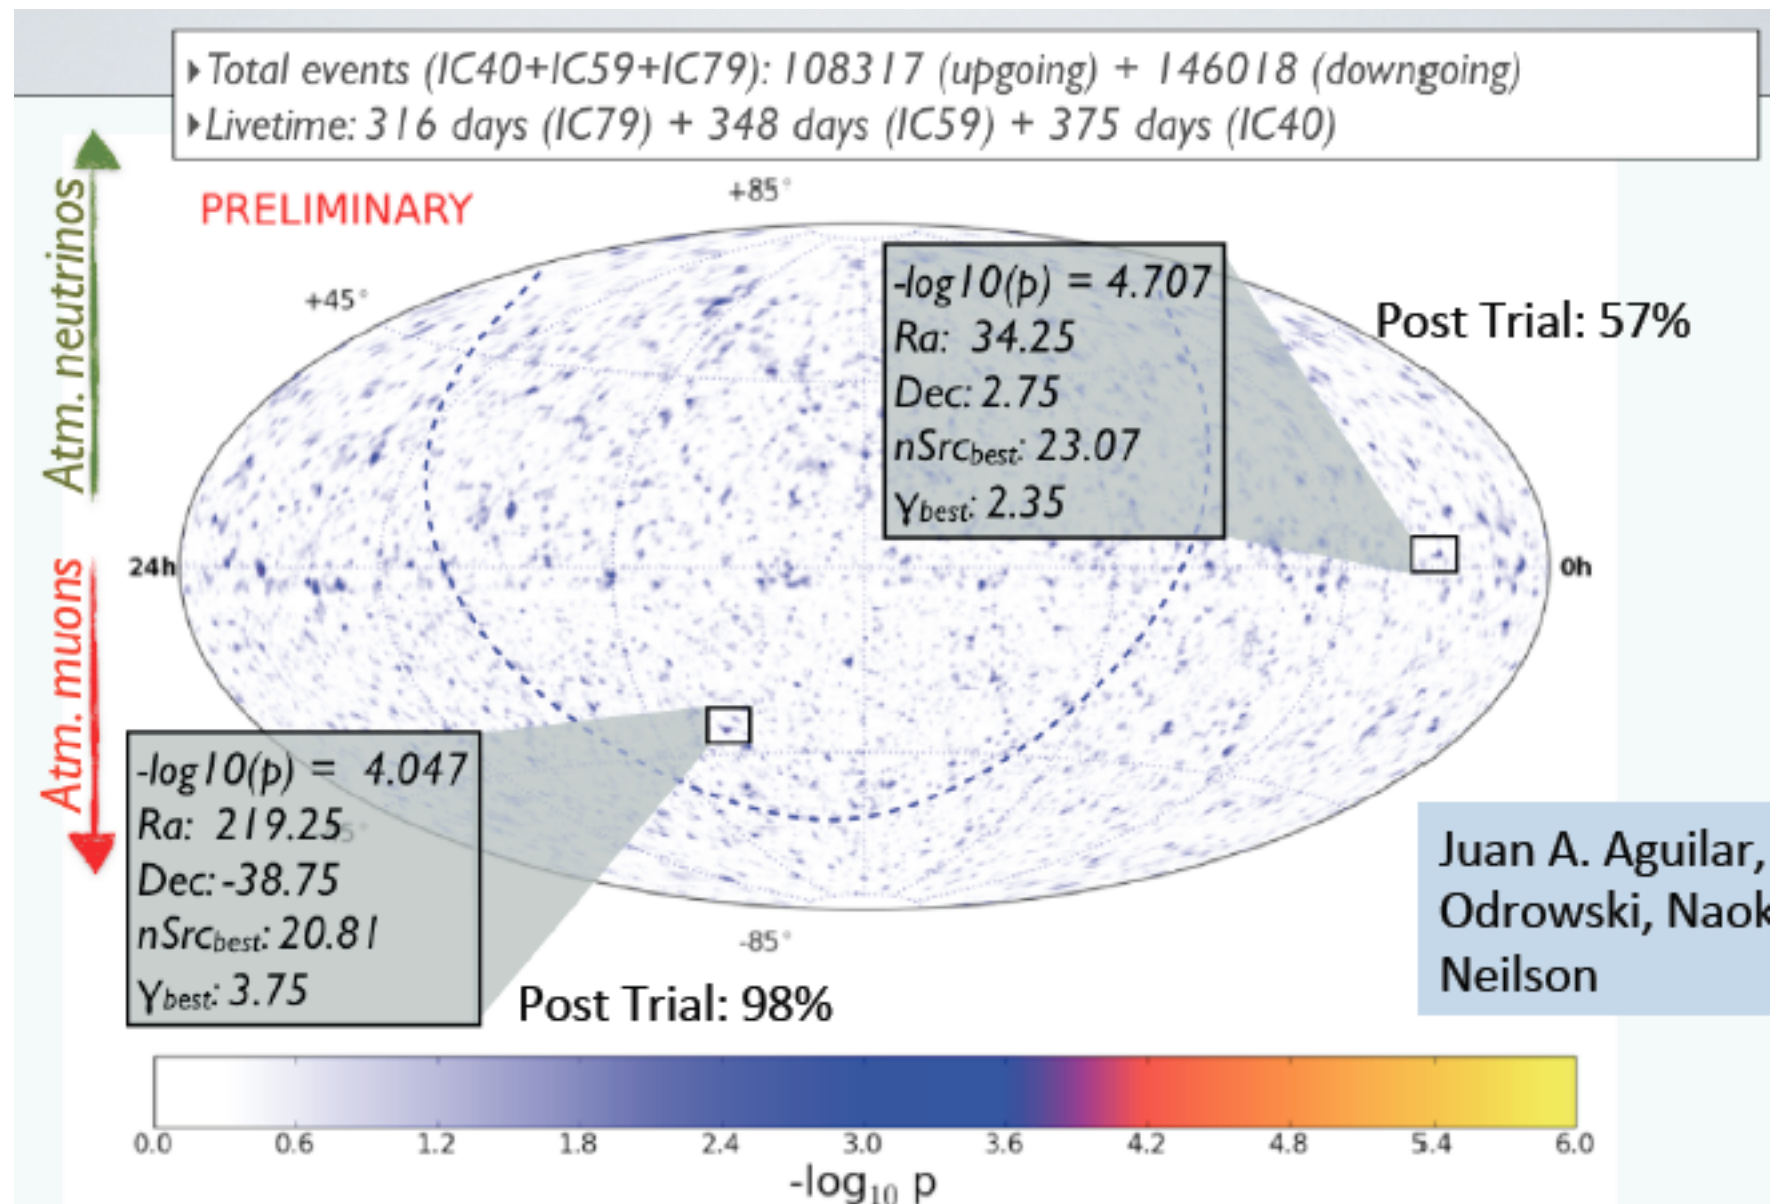 ▸Total events (IC40+IC59+IC79): 108317 (upgoing) + 146018 (downgoing)
▸Livetime: 316 days (IC79) + 348 days (IC59) + 375 days (IC40)
Atm. neutrinos
Atm. muons
PRELIMINARY
+85°
+45°
-log10(p) = 4.707
Ra: 34.25
Dec: 2.75
nSrcbest: 23.07
γbest: 2.35
Post Trial: 57%
24h
0h
-log10(p) = 4.047
Ra: 219.25
Dec: -38.75
nSrcbest: 20.81
γbest: 3.75
-85°
Post Trial: 98%
Juan A. Aguilar,
Odrowski, Naok
Neilson
0.0 0.6 1.2 1.8 2.4 3.0 3.6 4.2 4.8 5.4 6.0
-log₁₀ p